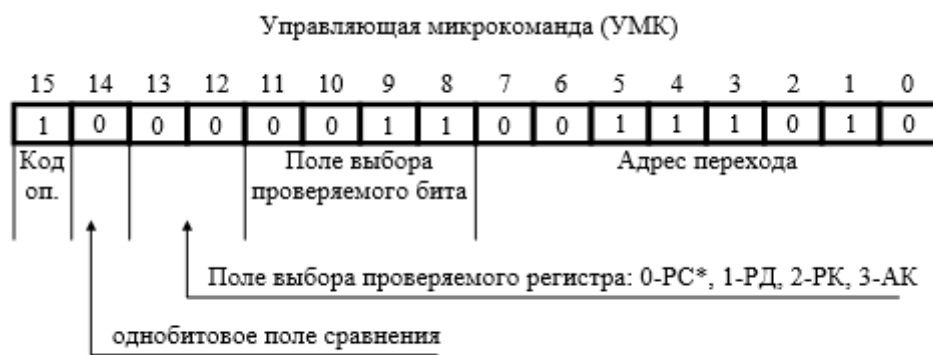 Управляющая микрокоманда (УМК)
15 14 13 12 11 10 9 8 7 6 5 4 3 2 1 0
1 0 0 0 0 0 1 1 0 0 1 1 1 0 1 0
Код оп.
Поле выбора
проверяемого бита
Адрес перехода
Поле выбора проверяемого регистра: 0-РС*, 1-РД, 2-РК, 3-АК
однобитовое поле сравнения